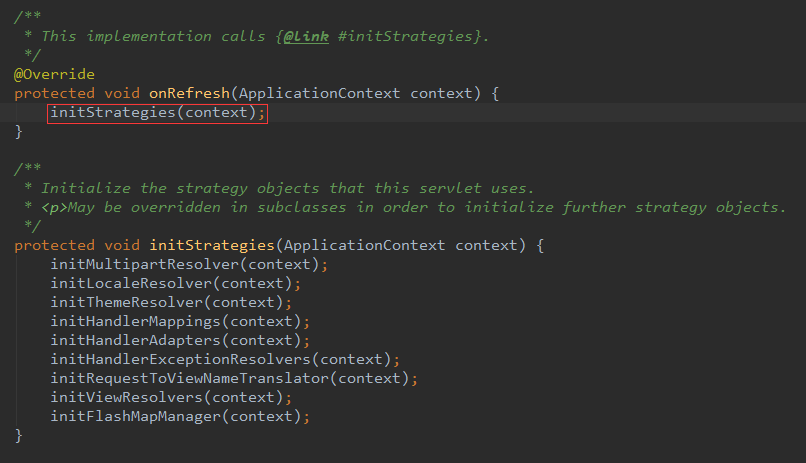 /**
 * This implementation calls {@link #initStrategies}.
 */
@Override
protected void onRefresh(ApplicationContext context) {
    initStrategies(context);
}

/**
 * Initialize the strategy objects that this servlet uses.
 * <p>May be overridden in subclasses in order to initialize further strategy objects.
 */
protected void initStrategies(ApplicationContext context) {
    initMultipartResolver(context);
    initLocaleResolver(context);
    initThemeResolver(context);
    initHandlerMappings(context);
    initHandlerAdapters(context);
    initHandlerExceptionResolvers(context);
    initRequestToViewNameTranslator(context);
    initViewResolvers(context);
    initFlashMapManager(context);
}